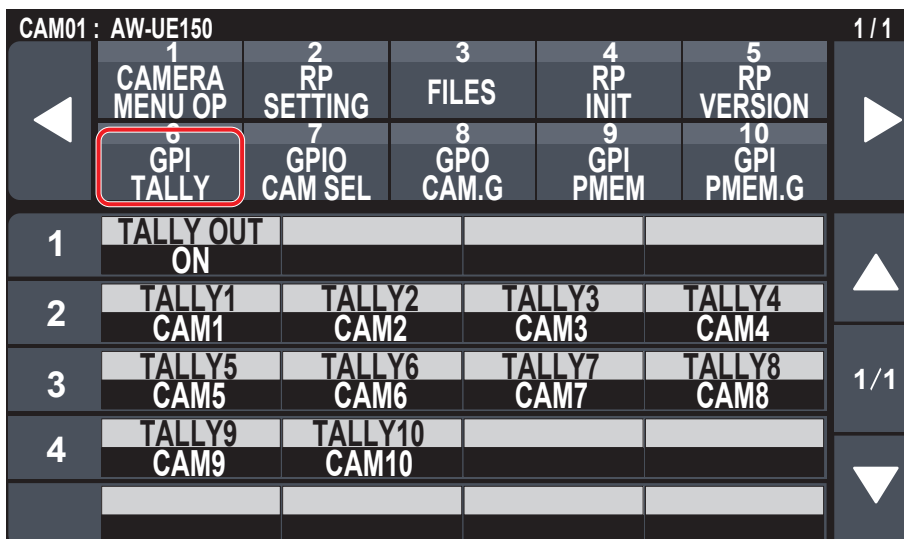 CAM01 : AW-UE150 1 / 1
1 2 3 4 5
CAMERA MENU OP RP SETTING FILES RP INIT RP VERSION
6 7 8 9 10
GPI TALLY GPIO CAM SEL GPO CAM.G GPI PMEM GPI PMEM.G
1 TALLY OUT
ON
2 TALLY1 TALLY2 TALLY3 TALLY4
CAM1 CAM2 CAM3 CAM4
3 TALLY5 TALLY6 TALLY7 TALLY8
CAM5 CAM6 CAM7 CAM8
1/1
4 TALLY9 TALLY10
CAM9 CAM10